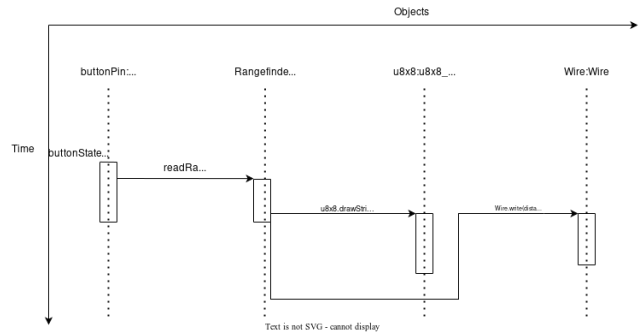 Objects
buttonPin:...
Rangefinde...
u8x8:u8x8_...
Wire:Wire
Time
buttonState...
readRa...
u8x8.drawStri...
Wire.write(dista...
Text is not SVG - cannot display